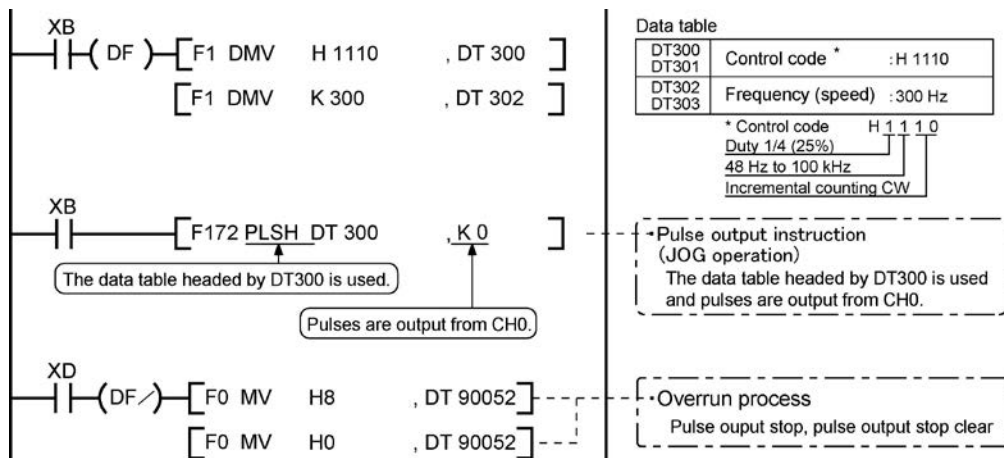 XB
( DF ) [F1 DMV H 1110 , DT 300 ]
[F1 DMV K 300 , DT 302 ]
XB
[F172 PLSH DT 300 , K 0 ]
The data table headed by DT300 is used.
Pulses are output from CH0.
XD
(DF/) [F0 MV H8 , DT 90052]
[F0 MV H0 , DT 90052]
Data table
DT300
DT301
Control code * : H 1110
DT302
DT303
Frequency (speed) : 300 Hz
* Control code H 1 1 1 0
Duty 1/4 (25%)
48 Hz to 100 kHz
Incremental counting CW
·Pulse output instruction
(JOG operation)
The data table headed by DT300 is used
and pulses are output from CH0.
·Overrun process
Pulse ouput stop, pulse output stop clear